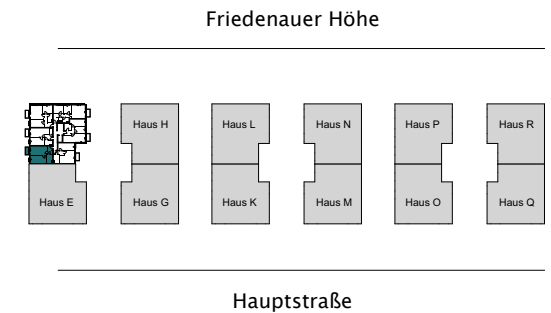 Friedenauer Höhe
Haus H
Haus L
Haus N
Haus P
Haus R
Haus E
Haus G
Haus K
Haus M
Haus O
Haus Q
Hauptstraße